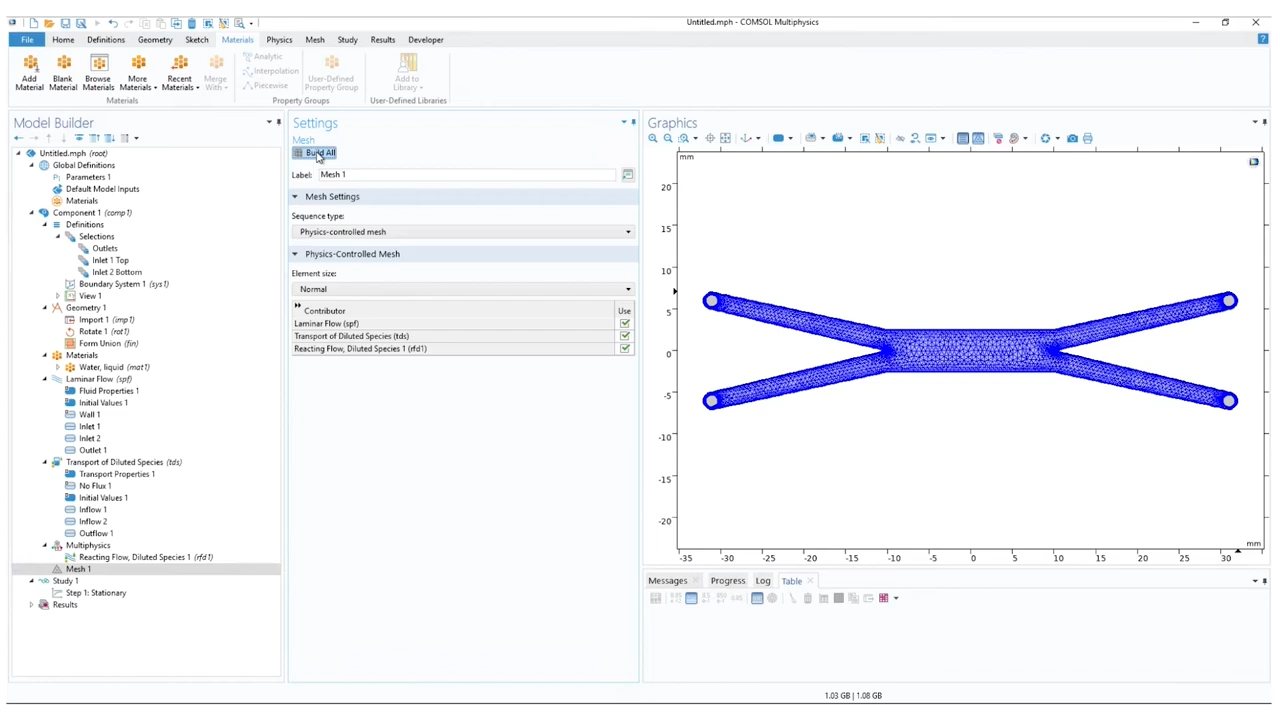 Untitled.mph - COMSOL Multiphysics
File Home Definitions Geometry Sketch Materials Physics Mesh Study Results Developer
Add Material
Blank Material
Browse Materials
More Materials
Recent Materials
Merge With
Analytic
Interpolation
Piecewise
User-Defined Property Group
Add to Library
Materials
Property Groups
User-Defined Libraries
Model Builder
Untitled.mph (root)
Global Definitions
Parameters 1
Default Model Inputs
Materials
Component 1 (comp1)
Definitions
Selections
Outlets
Inlet 1 Top
Inlet 2 Bottom
Boundary System 1 (sys1)
View 1
Geometry 1
Import 1 (imp1)
Rotate 1 (rot1)
Form Union (fin)
Materials
Water, liquid (mat1)
Laminar Flow (spf)
Fluid Properties 1
Initial Values 1
Wall 1
Inlet 1
Inlet 2
Outlet 1
Transport of Diluted Species (tds)
Transport Properties 1
No Flux 1
Initial Values 1
Inflow 1
Inflow 2
Outflow 1
Multiphysics
Reacting Flow, Diluted Species 1 (rfd1)
Mesh 1
Study 1
Step 1: Stationary
Results
Settings
Mesh
Build All
Label: Mesh 1
Mesh Settings
Sequence type:
Physics-controlled mesh
Physics-Controlled Mesh
Element size:
Normal
Contributor Use
Laminar Flow (spf)
Transport of Diluted Species (tds)
Reacting Flow, Diluted Species 1 (rfd1)
Graphics
mm
20
15
10
5
0
-5
-10
-15
-20
mm
-35 -30 -25 -20 -15 -10 -5 0 5 10 15 20 25 30
Messages Progress Log Table
1.03 GB | 1.08 GB